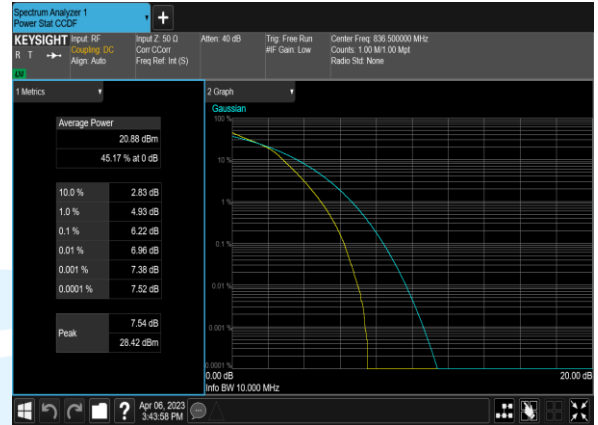 Spectrum Analyzer 1
Power Stat CCDF
+
KEYSIGHT
R T
LXI
Input: RF
Coupling: DC
Align: Auto
Input Z: 50 Ω
Corr CCorr
Freq Ref: Int (S)
Atten: 40 dB
Trig: Free Run
#IF Gain: Low
Center Freq: 836.500000 MHz
Counts: 1.00 M/1.00 Mpt
Radio Std: None
1 Metrics
Average Power
20.88 dBm
45.17 % at 0 dB
10.0 % 2.83 dB
1.0 % 4.93 dB
0.1 % 6.22 dB
0.01 % 6.96 dB
0.001 % 7.38 dB
0.0001 % 7.52 dB
Peak
7.54 dB
28.42 dBm
2 Graph
Gaussian
100 %
10 %
1 %
0.1 %
0.01 %
0.001 %
0.0001 %
0.00 dB 20.00 dB
Info BW 10.000 MHz
?
Apr 06, 2023
3:43:58 PM